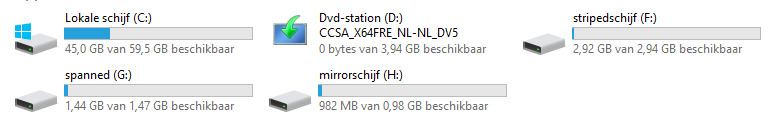 Lokale schijf (C:)
45,0 GB van 59,5 GB beschikbaar
Dvd-station (D:)
CCSA_X64FRE_NL-NL_DV5
0 bytes van 3,94 GB beschikbaar
stripedschijf (F:)
2,92 GB van 2,94 GB beschikbaar
spanned (G:)
1,44 GB van 1,47 GB beschikbaar
mirrorschijf (H:)
982 MB van 0,98 GB beschikbaar